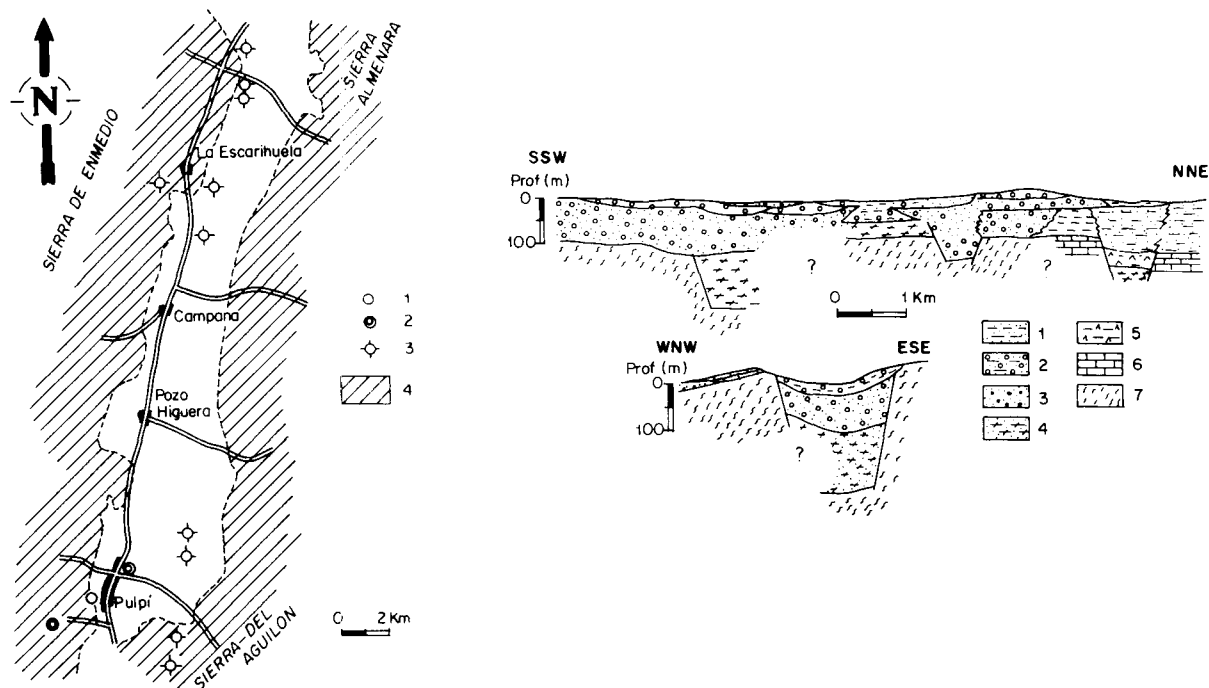 N
SIERRA DE ENMEDIO
SIERRA
ALMENARA
La Escarihuela
Campana
Pozo
Higuera
Pulpí
SIERRA-DEL
AGUILON
1
2
3
4
0 2 Km
SSW
Prof (m)
0
100
NNE
?
?
0 1 Km
WNW
Prof (m)
0
100
ESE
?
1
2
3
4
5
6
7